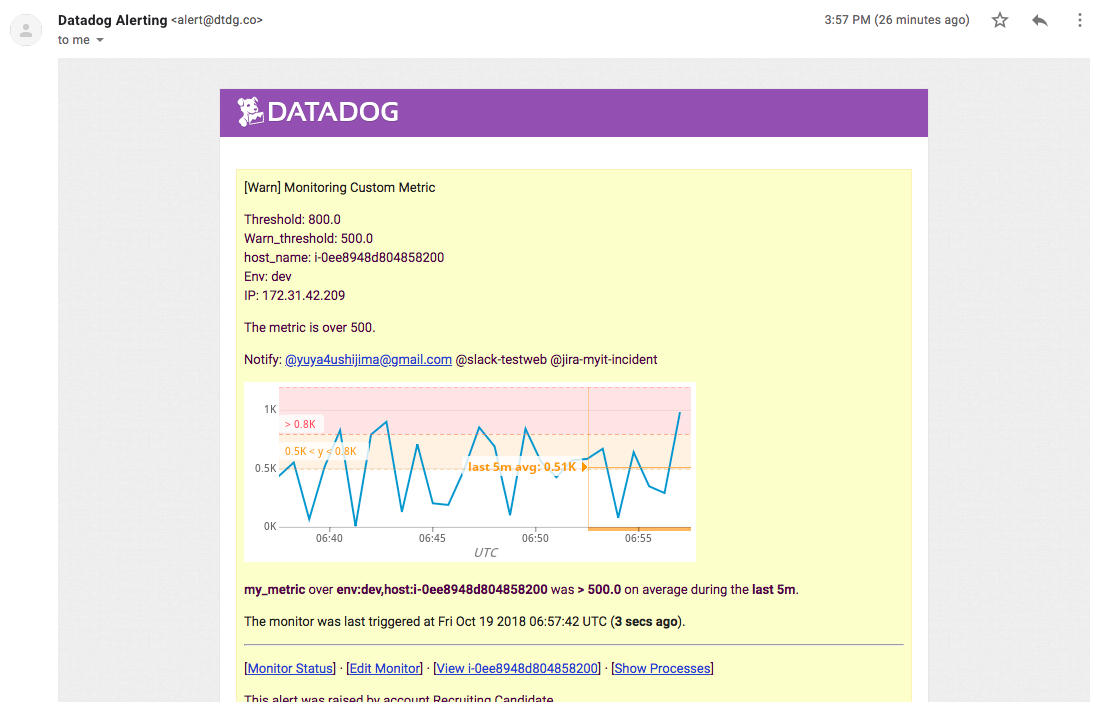 Datadog Alerting <alert@dtdg.co>
3:57 PM (26 minutes ago)
to me
DATADOG
[Warn] Monitoring Custom Metric
Threshold: 800.0
Warn_threshold: 500.0
host_name: i-0ee8948d804858200
Env: dev
IP: 172.31.42.209
The metric is over 500.
Notify: @yuya4ushijima@gmail.com @slack-testweb @jira-myit-incident
1K
> 0.8K
0.5K < y < 0.8K
0.5K
last 5m avg: 0.51K
0K
06:40 06:45 06:50 06:55
UTC
my_metric over env:dev,host:i-0ee8948d804858200 was > 500.0 on average during the last 5m.
The monitor was last triggered at Fri Oct 19 2018 06:57:42 UTC (3 secs ago).
[Monitor Status] · [Edit Monitor] · [View i-0ee8948d804858200] · [Show Processes]
This alert was raised by account Recruiting Candidate